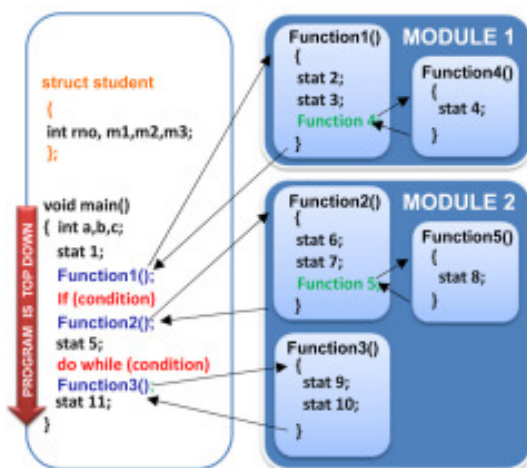 struct student
{
int rno, m1,m2,m3;
};
void main()
{ int a,b,c;
stat 1;
Function1();
If (condition)
Function2();
stat 5;
do while (condition)
Function3();
stat 11;
}
PROGRAM IS TOP DOWN
MODULE 1
Function1()
{
stat 2;
stat 3;
Function 4;
}
Function4()
{
stat 4;
}
MODULE 2
Function2()
{
stat 6;
stat 7;
Function 5;
}
Function5()
{
stat 8;
}
Function3()
{
stat 9;
stat 10;
}